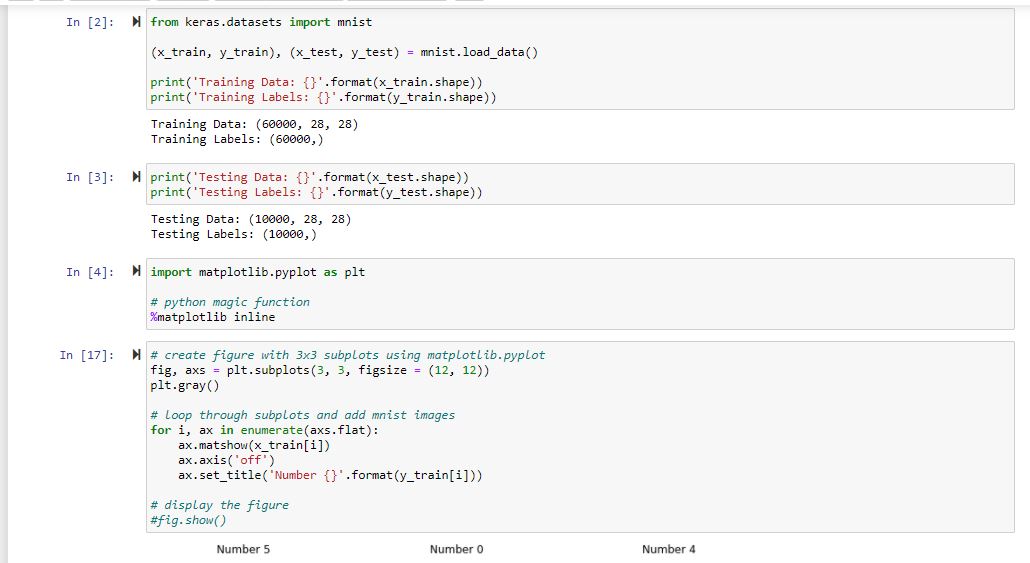 In [2]:
from keras.datasets import mnist
(x_train, y_train), (x_test, y_test) = mnist.load_data()
print('Training Data: {}'.format(x_train.shape))
print('Training Labels: {}'.format(y_train.shape))
Training Data: (60000, 28, 28)
Training Labels: (60000,)
In [3]:
print('Testing Data: {}'.format(x_test.shape))
print('Testing Labels: {}'.format(y_test.shape))
Testing Data: (10000, 28, 28)
Testing Labels: (10000,)
In [4]:
import matplotlib.pyplot as plt
# python magic function
%matplotlib inline
In [17]:
# create figure with 3x3 subplots using matplotlib.pyplot
fig, axs = plt.subplots(3, 3, figsize = (12, 12))
plt.gray()
# loop through subplots and add mnist images
for i, ax in enumerate(axs.flat):
    ax.matshow(x_train[i])
    ax.axis('off')
    ax.set_title('Number {}'.format(y_train[i]))
# display the figure
#fig.show()
Number 5 Number 0 Number 4